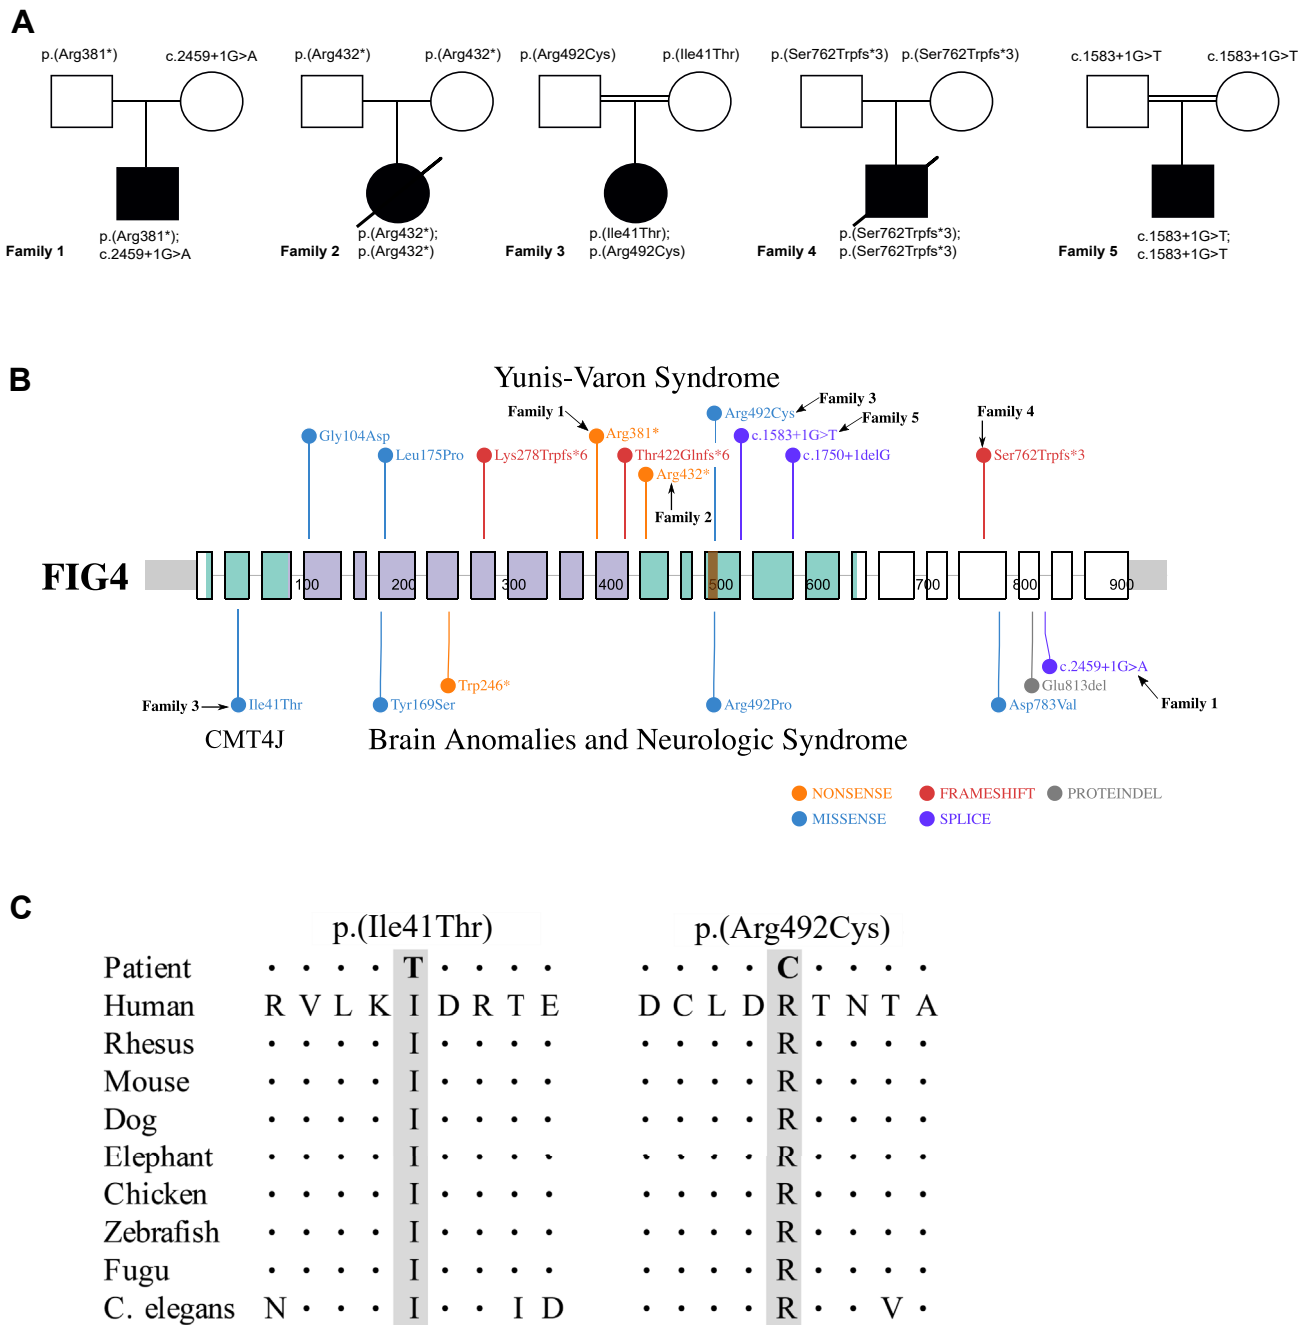 A
p.(Arg381*) c.2459+1G>A p.(Arg432*) p.(Arg432*) p.(Arg492Cys) p.(Ile41Thr) p.(Ser762Trpfs*3) p.(Ser762Trpfs*3) c.1583+1G>T c.1583+1G>T
Family 1 p.(Arg381*);
c.2459+1G>A
Family 2 p.(Arg432*);
p.(Arg432*)
Family 3 p.(Ile41Thr);
p.(Arg492Cys)
Family 4 p.(Ser762Trpfs*3);
p.(Ser762Trpfs*3)
Family 5 c.1583+1G>T;
c.1583+1G>T
B
Yunis-Varon Syndrome
Family 1 Arg492Cys Family 3 Family 4
Gly104Asp Arg381* c.1583+1G>T Family 5
Leu175Pro Lys278Trpfs*6 Thr422Glnfs*6 c.1750+1delG Ser762Trpfs*3
Arg432*
Family 2
FIG4 100 200 300 400 500 600 700 800 900
c.2459+1G>A
Trp246* Glu813del
Family 3 Ile41Thr Tyr169Ser Arg492Pro Asp783Val Family 1
CMT4J Brain Anomalies and Neurologic Syndrome
NONSENSE FRAMESHIFT PROTEINDEL
MISSENSE SPLICE
C
p.(Ile41Thr) p.(Arg492Cys)
Patient · · · · T · · · · · · · · C · · · ·
Human R V L K I D R T E D C L D R T N T A
Rhesus · · · · I · · · · · · · · R · · · ·
Mouse · · · · I · · · · · · · · R · · · ·
Dog · · · · I · · · · · · · · R · · · ·
Elephant · · · · I · · · · · · · · R · · · ·
Chicken · · · · I · · · · · · · · R · · · ·
Zebrafish · · · · I · · · · · · · · R · · · ·
Fugu · · · · I · · · · · · · · R · · · ·
C. elegans N · · · I · · I D · · · · R · · V ·